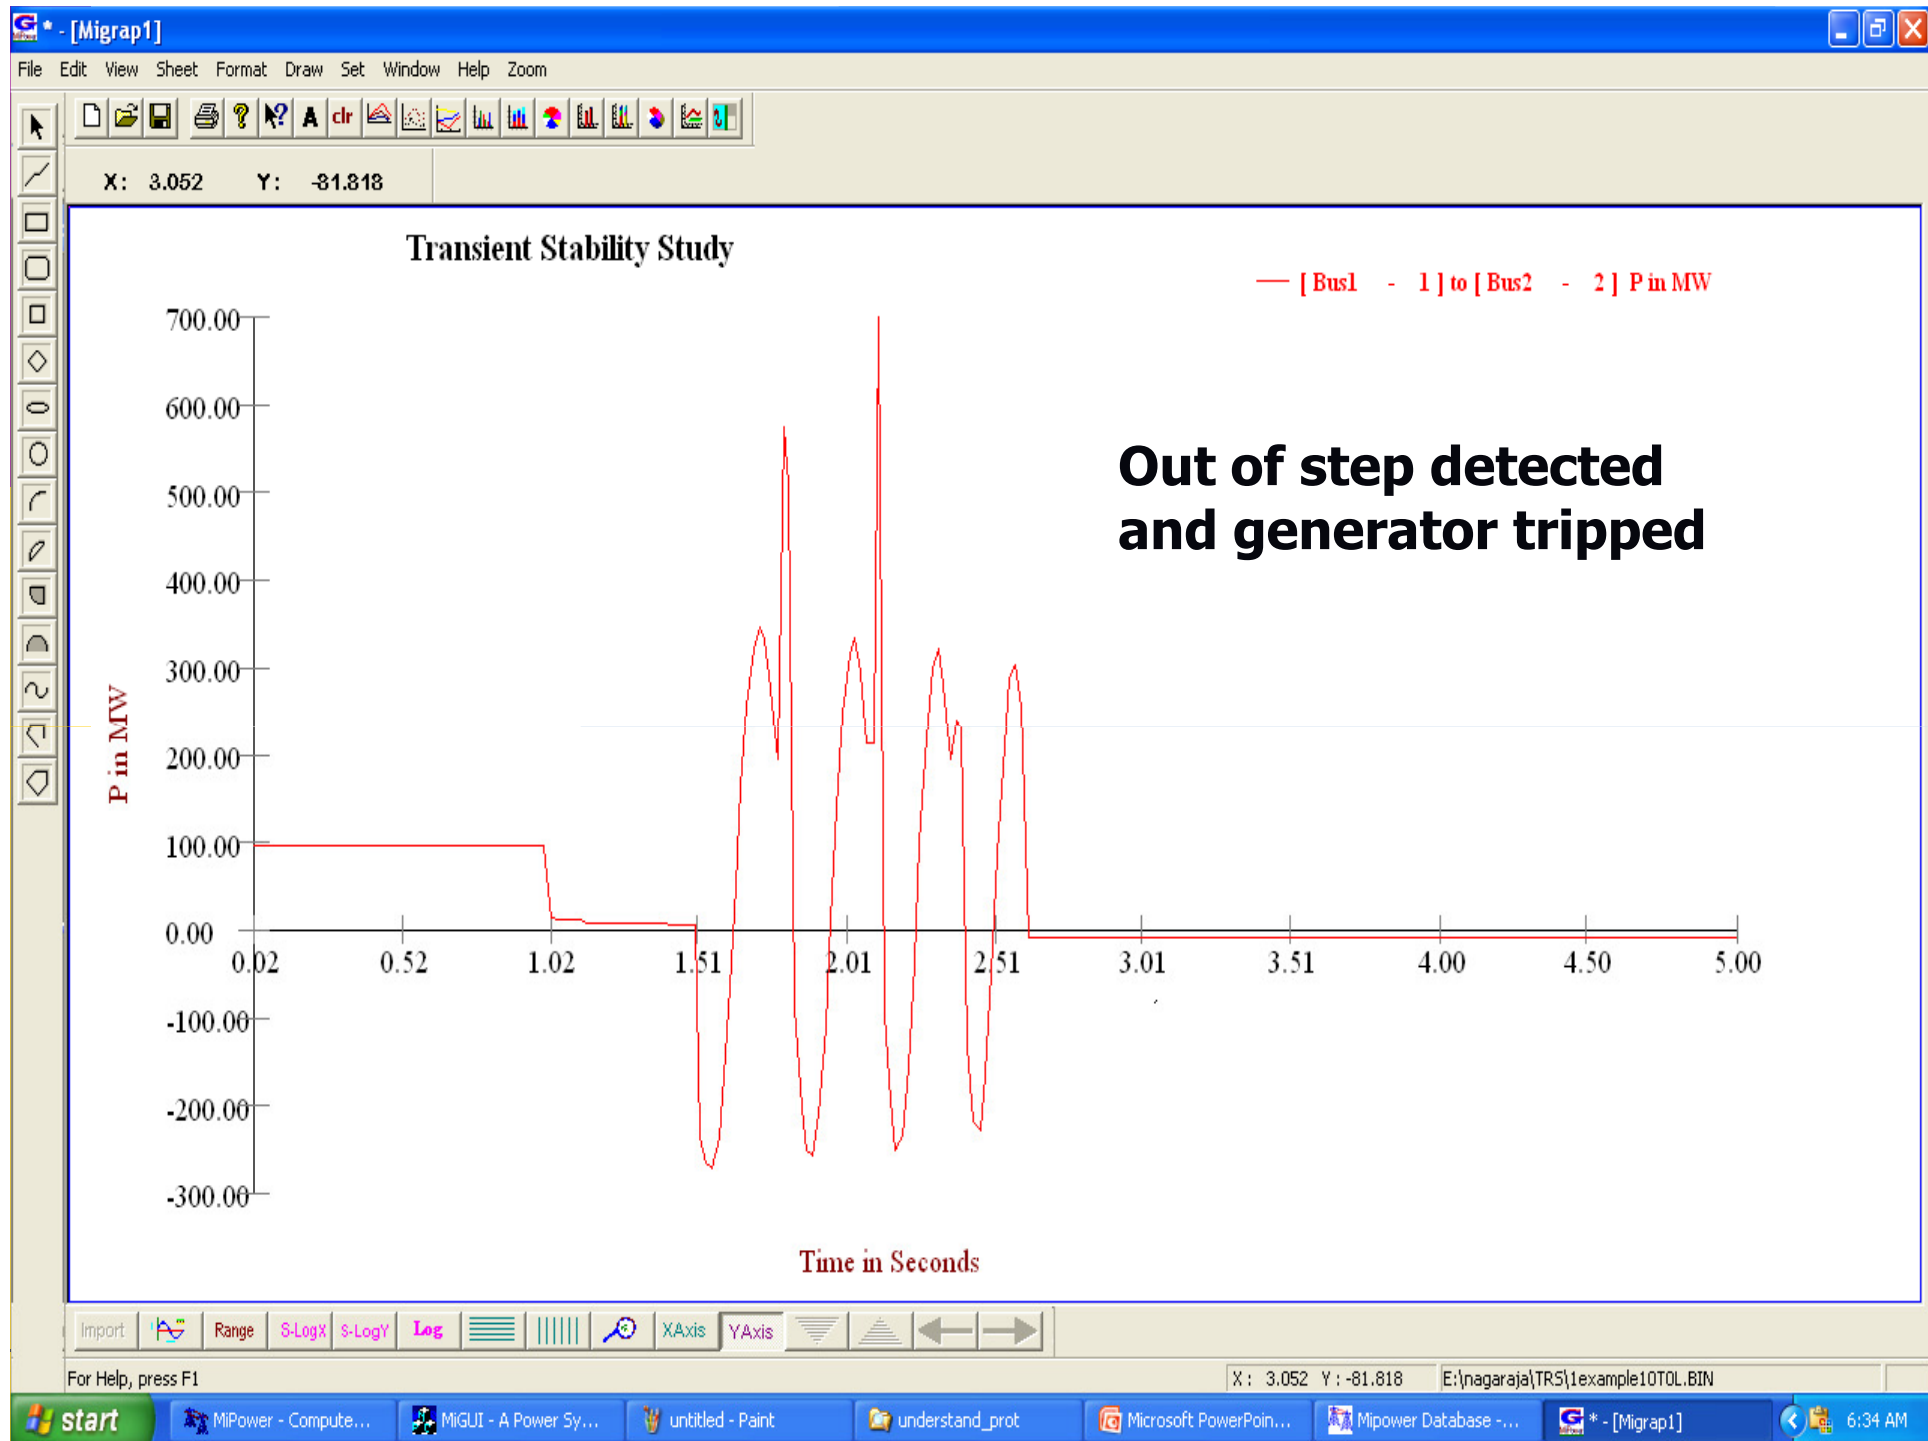 * - [Migrap1]
File Edit View Sheet Format Draw Set Window Help Zoom
A clr
X: 3.052 Y: -81.818
Transient Stability Study
[ Bus1 - 1 ] to [ Bus2 - 2 ] P in MW
700.00
600.00
500.00
400.00
300.00
200.00
100.00
0.00
-100.00
-200.00
-300.00
P in MW
Out of step detected
and generator tripped
0.02 0.52 1.02 1.51 2.01 2.51 3.01 3.51 4.00 4.50 5.00
Time in Seconds
Import Range S-LogX S-LogY Log XAxis YAxis
For Help, press F1
X: 3.052 Y: -81.818 E:\nagaraja\TRS\1example10TOL.BIN
start MiPower - Compute... MiGUI - A Power Sy... untitled - Paint understand_prot Microsoft PowerPoin... Mipower Database -... * - [Migrap1] 6:34 AM